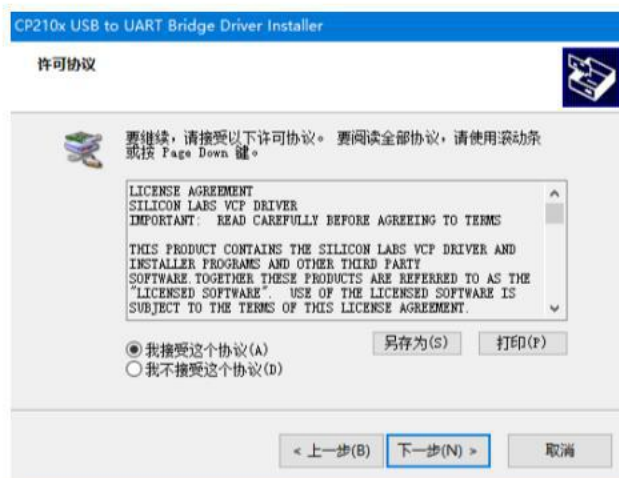 CP210x USB to UART Bridge Driver Installer
许可协议
要继续，请接受以下许可协议。 要阅读全部协议，请使用滚动条
或按 Page Down 键。
LICENSE AGREEMENT
SILICON LABS VCP DRIVER
IMPORTANT:  READ CAREFULLY BEFORE AGREEING TO TERMS
THIS PRODUCT CONTAINS THE SILICON LABS VCP DRIVER AND
INSTALLER PROGRAMS AND OTHER THIRD PARTY
SOFTWARE.TOGETHER THESE PRODUCTS ARE REFERRED TO AS THE
"LICENSED SOFTWARE".  USE OF THE LICENSED SOFTWARE IS
SUBJECT TO THE TERMS OF THIS LICENSE AGREEMENT.
我接受这个协议(A) 另存为(S) 打印(P)
我不接受这个协议(D)
< 上一步(B) 下一步(N) > 取消